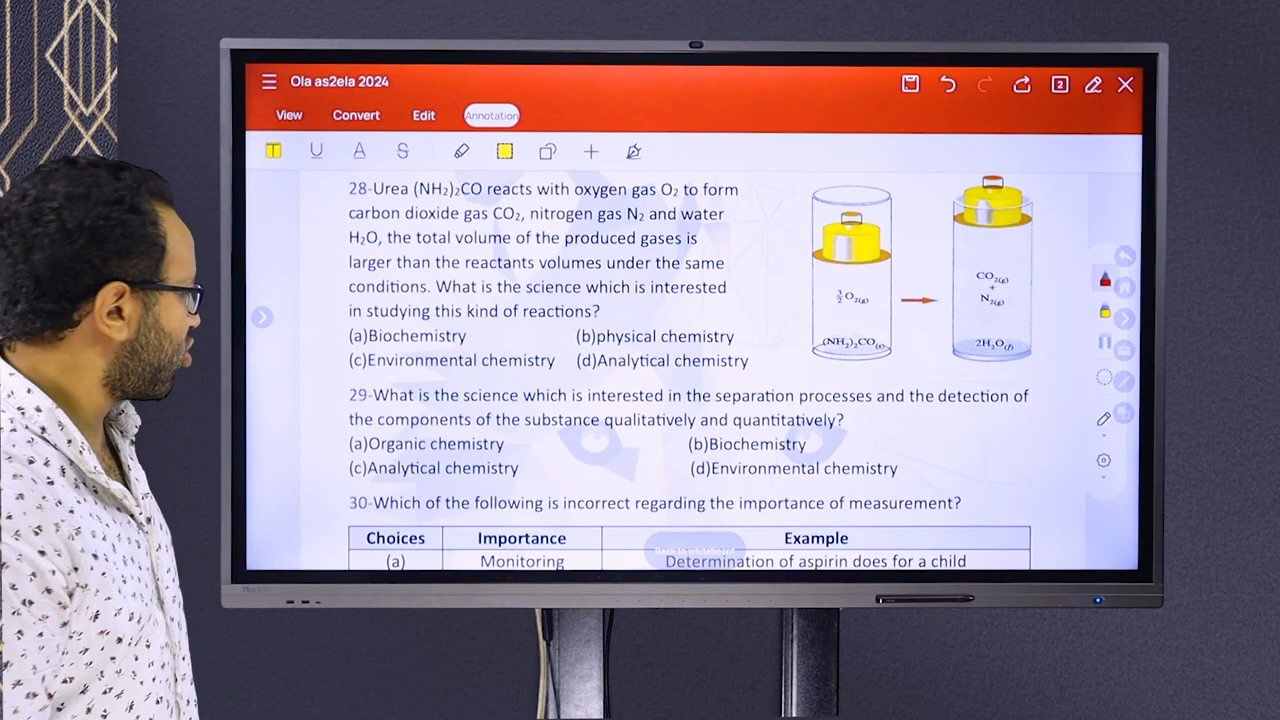 Ola as2ela 2024
2
View Convert Edit Annotation
T U A S
28-Urea (NH₂)₂CO reacts with oxygen gas O₂ to form
carbon dioxide gas CO₂, nitrogen gas N₂ and water
H₂O, the total volume of the produced gases is
larger than the reactants volumes under the same
conditions. What is the science which is interested
in studying this kind of reactions?
(a)Biochemistry (b)physical chemistry
(c)Environmental chemistry (d)Analytical chemistry
3/2 O₂(g)
(NH₂)₂CO(s)
CO₂(g)
+
N₂(g)
2H₂O(ℓ)
29-What is the science which is interested in the separation processes and the detection of
the components of the substance qualitatively and quantitatively?
(a)Organic chemistry (b)Biochemistry
(c)Analytical chemistry (d)Environmental chemistry
30-Which of the following is incorrect regarding the importance of measurement?
Choices Importance Example
(a) Monitoring Determination of aspirin does for a child
Back to whiteboard